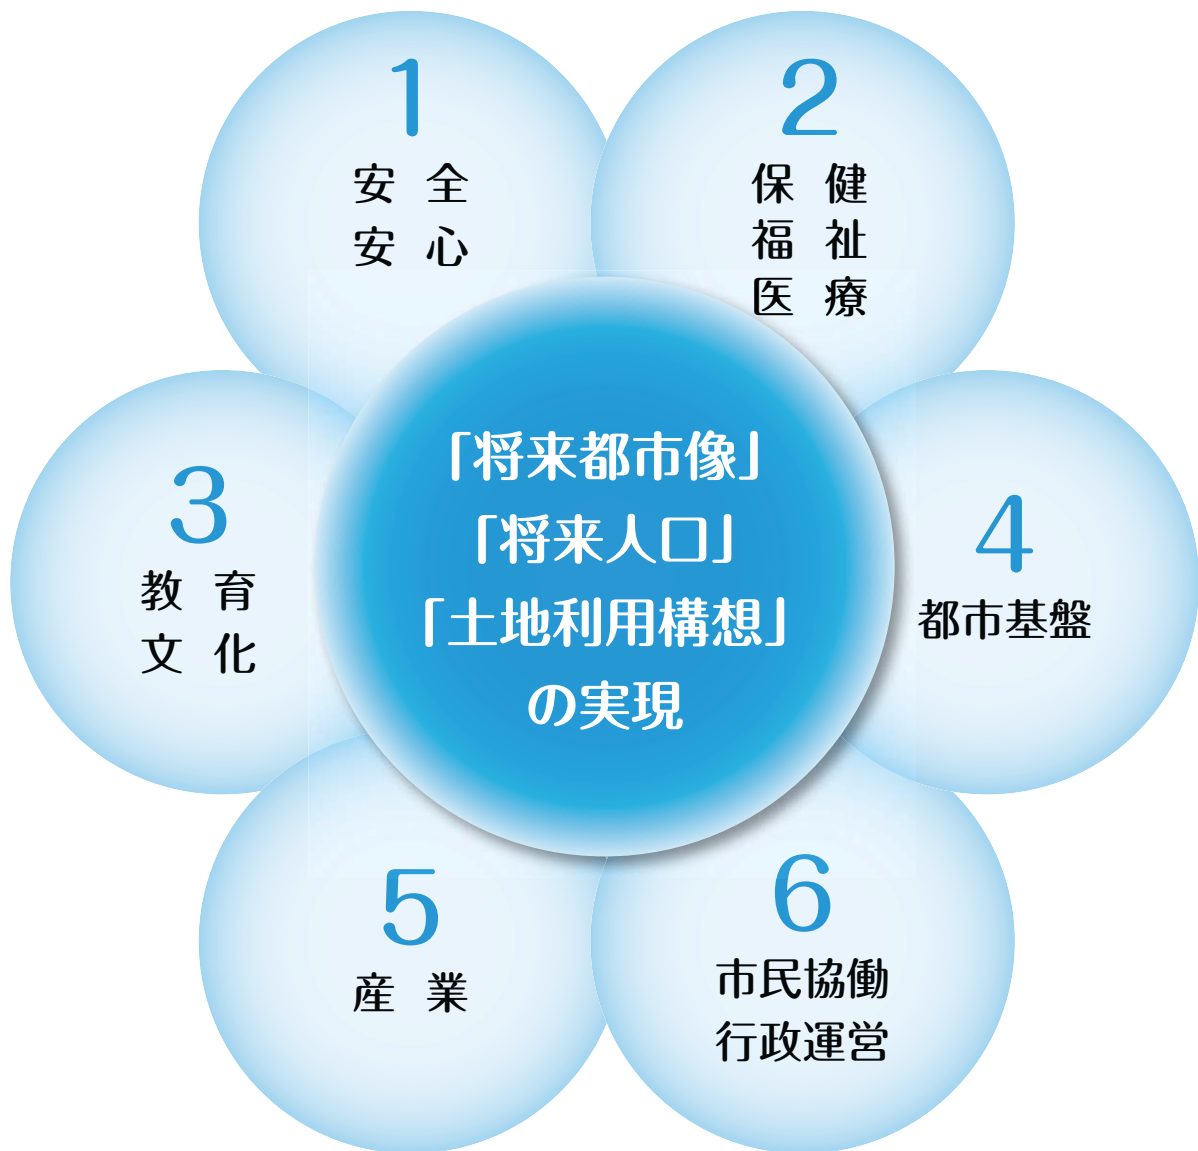 1
安全
安心
2
保健
福祉
医療
3
教育
文化
「将来都市像」
「将来人口」
「土地利用構想」
の実現
4
都市基盤
5
産業
6
市民協働
行政運営